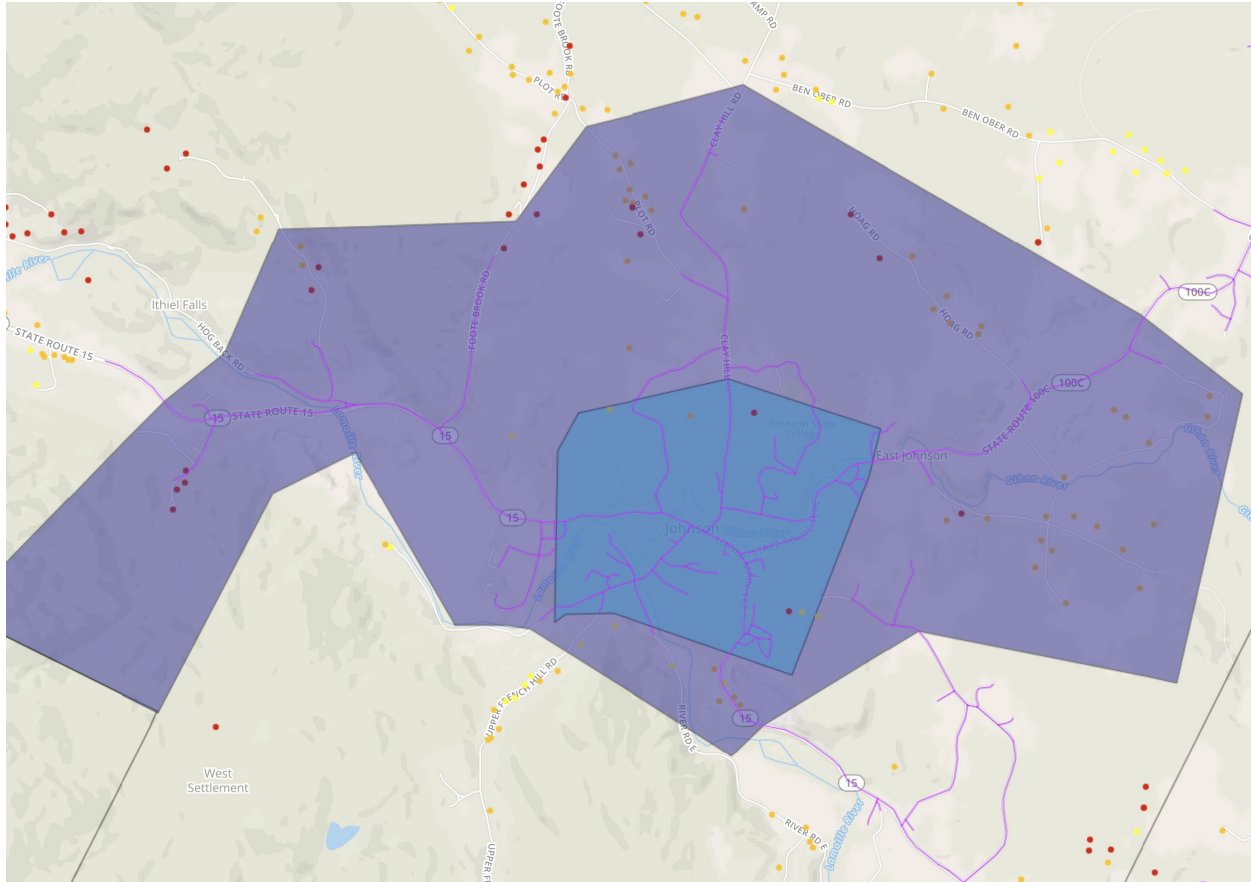 FOOTE BROOK RD
PLOT RD
BEN OBER RD
BEN OBER RD
CLAY HILL RD
PLOT RD
HOAG RD
Ithiel Falls
100C
HOG BACK RD
FOOTE BROOK RD
HOAG RD
STATE ROUTE 15
CLAY HILL
100C
15
STATE ROUTE 15
STATE ROUTE 100C
Johnson State
College
15
Lamoille River
East Johnson
Gihon River
Gihon River
15
Johnson
Gihon River
UPPER FRENCH HILL RD
RIVER RD E
15
West
Settlement
15
RIVER RD E
Lamoille River